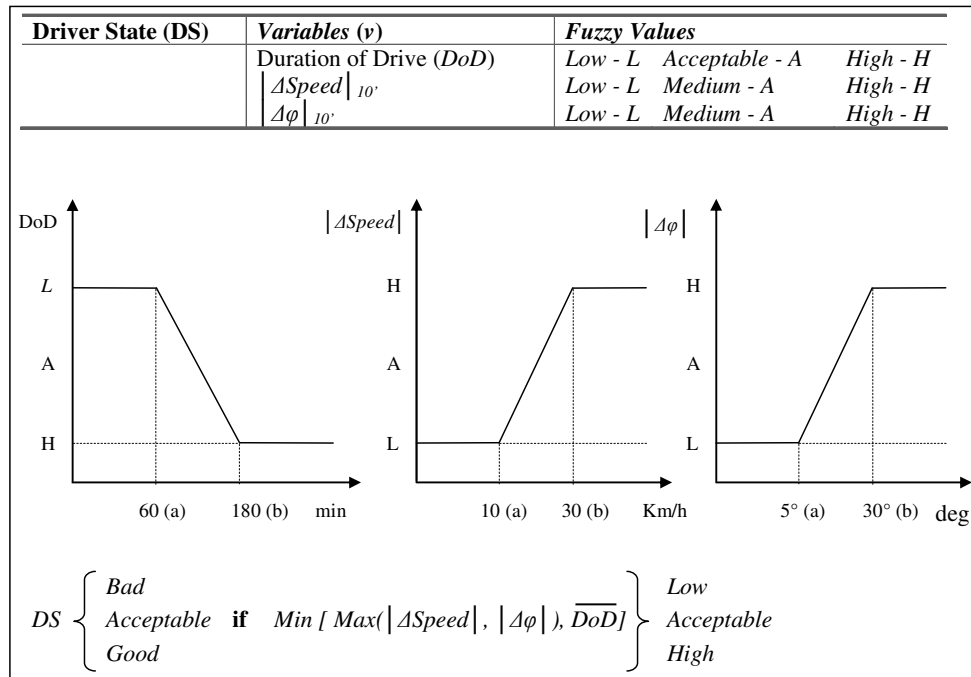 Driver State (DS) Variables (v) Fuzzy Values
Duration of Drive (DoD) Low - L Acceptable - A High - H
|ΔSpeed| 10’ Low - L Medium - A High - H
|Δφ| 10’ Low - L Medium - A High - H
DoD |ΔSpeed| |Δφ|
L H H
A A A
H L L
60 (a) 180 (b) min 10 (a) 30 (b) Km/h 5° (a) 30° (b) deg
Bad Low
DS { Acceptable if Min [ Max(|ΔSpeed|, |Δφ|), \overline{DoD}] } Acceptable
Good High